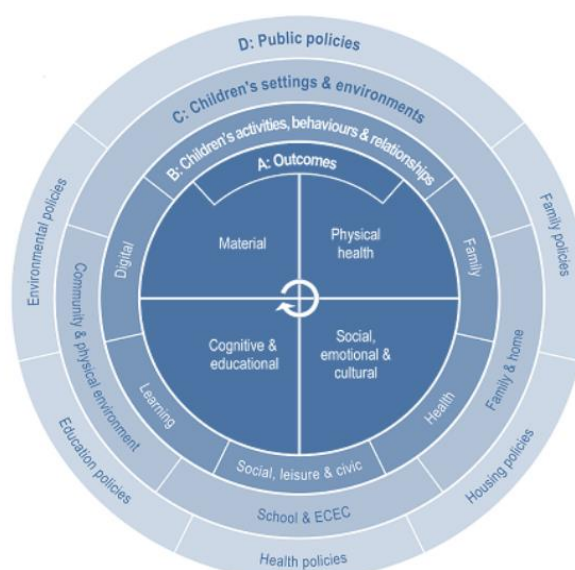 D: Public policies
C: Children's settings & environments
B: Children's activities, behaviours & relationships
A: Outcomes
Material
Physical
health
Cognitive &
educational
Social,
emotional &
cultural
Digital
Family
Learning
Health
Social, leisure & civic
Community & physical environment
Family & home
School & ECEC
Environmental policies
Family policies
Education policies
Housing policies
Health policies